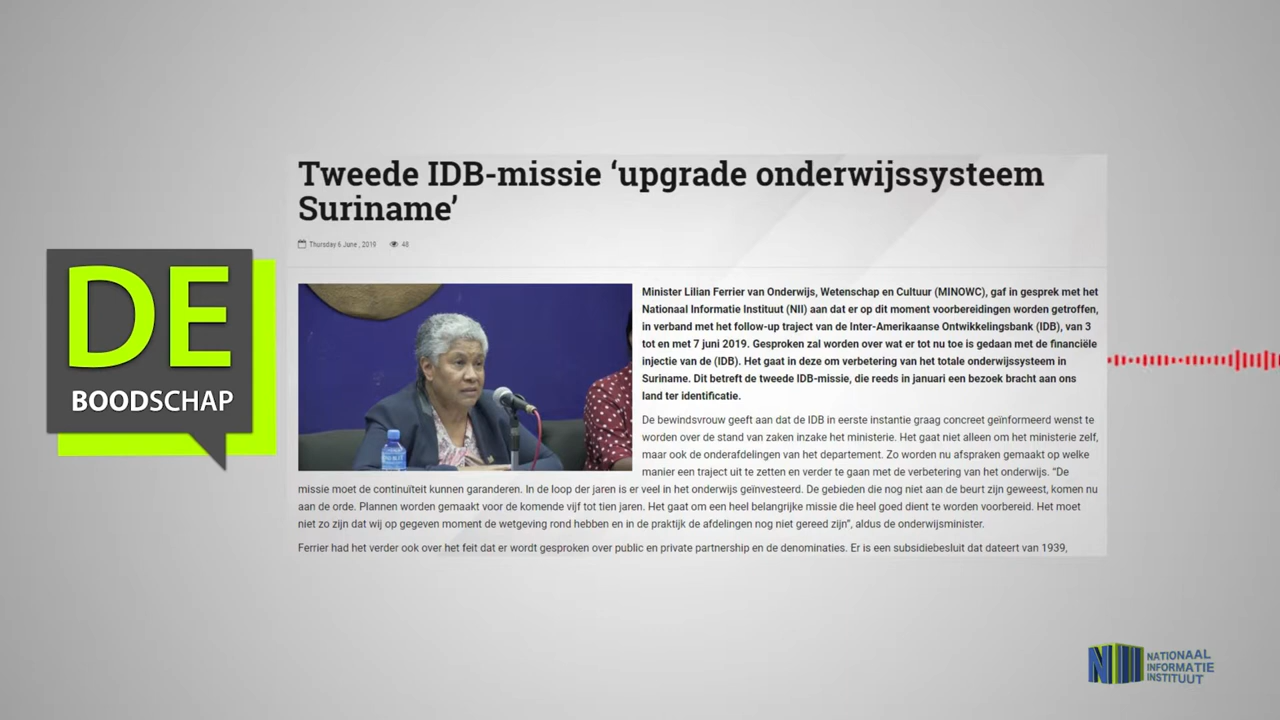 DE
BOODSCHAP
Tweede IDB-missie ‘upgrade onderwijssysteem
Suriname’
Thursday 6 June , 2019 48
Minister Lilian Ferrier van Onderwijs, Wetenschap en Cultuur (MINOWC), gaf in gesprek met het
Nationaal Informatie Instituut (NII) aan dat er op dit moment voorbereidingen worden getroffen,
in verband met het follow-up traject van de Inter-Amerikaanse Ontwikkelingsbank (IDB), van 3
tot en met 7 juni 2019. Gesproken zal worden over wat er tot nu toe is gedaan met de financiële
injectie van de (IDB). Het gaat in deze om verbetering van het totale onderwijssysteem in
Suriname. Dit betreft de tweede IDB-missie, die reeds in januari een bezoek bracht aan ons
land ter identificatie.
De bewindsvrouw geeft aan dat de IDB in eerste instantie graag concreet geïnformeerd wenst te
worden over de stand van zaken inzake het ministerie. Het gaat niet alleen om het ministerie zelf,
maar ook de onderafdelingen van het departement. Zo worden nu afspraken gemaakt op welke
manier een traject uit te zetten en verder te gaan met de verbetering van het onderwijs. “De
missie moet de continuïteit kunnen garanderen. In de loop der jaren is er veel in het onderwijs geïnvesteerd. De gebieden die nog niet aan de beurt zijn geweest, komen nu
aan de orde. Plannen worden gemaakt voor de komende vijf tot tien jaren. Het gaat om een heel belangrijke missie die heel goed dient te worden voorbereid. Het moet
niet zo zijn dat wij op gegeven moment de wetgeving rond hebben en in de praktijk de afdelingen nog niet gereed zijn”, aldus de onderwijsminister.
Ferrier had het verder ook over het feit dat er wordt gesproken over public en private partnership en de denominaties. Er is een subsidiebesluit dat dateert van 1939,
NII NATIONAAL
INFORMATIE
INSTITUUT